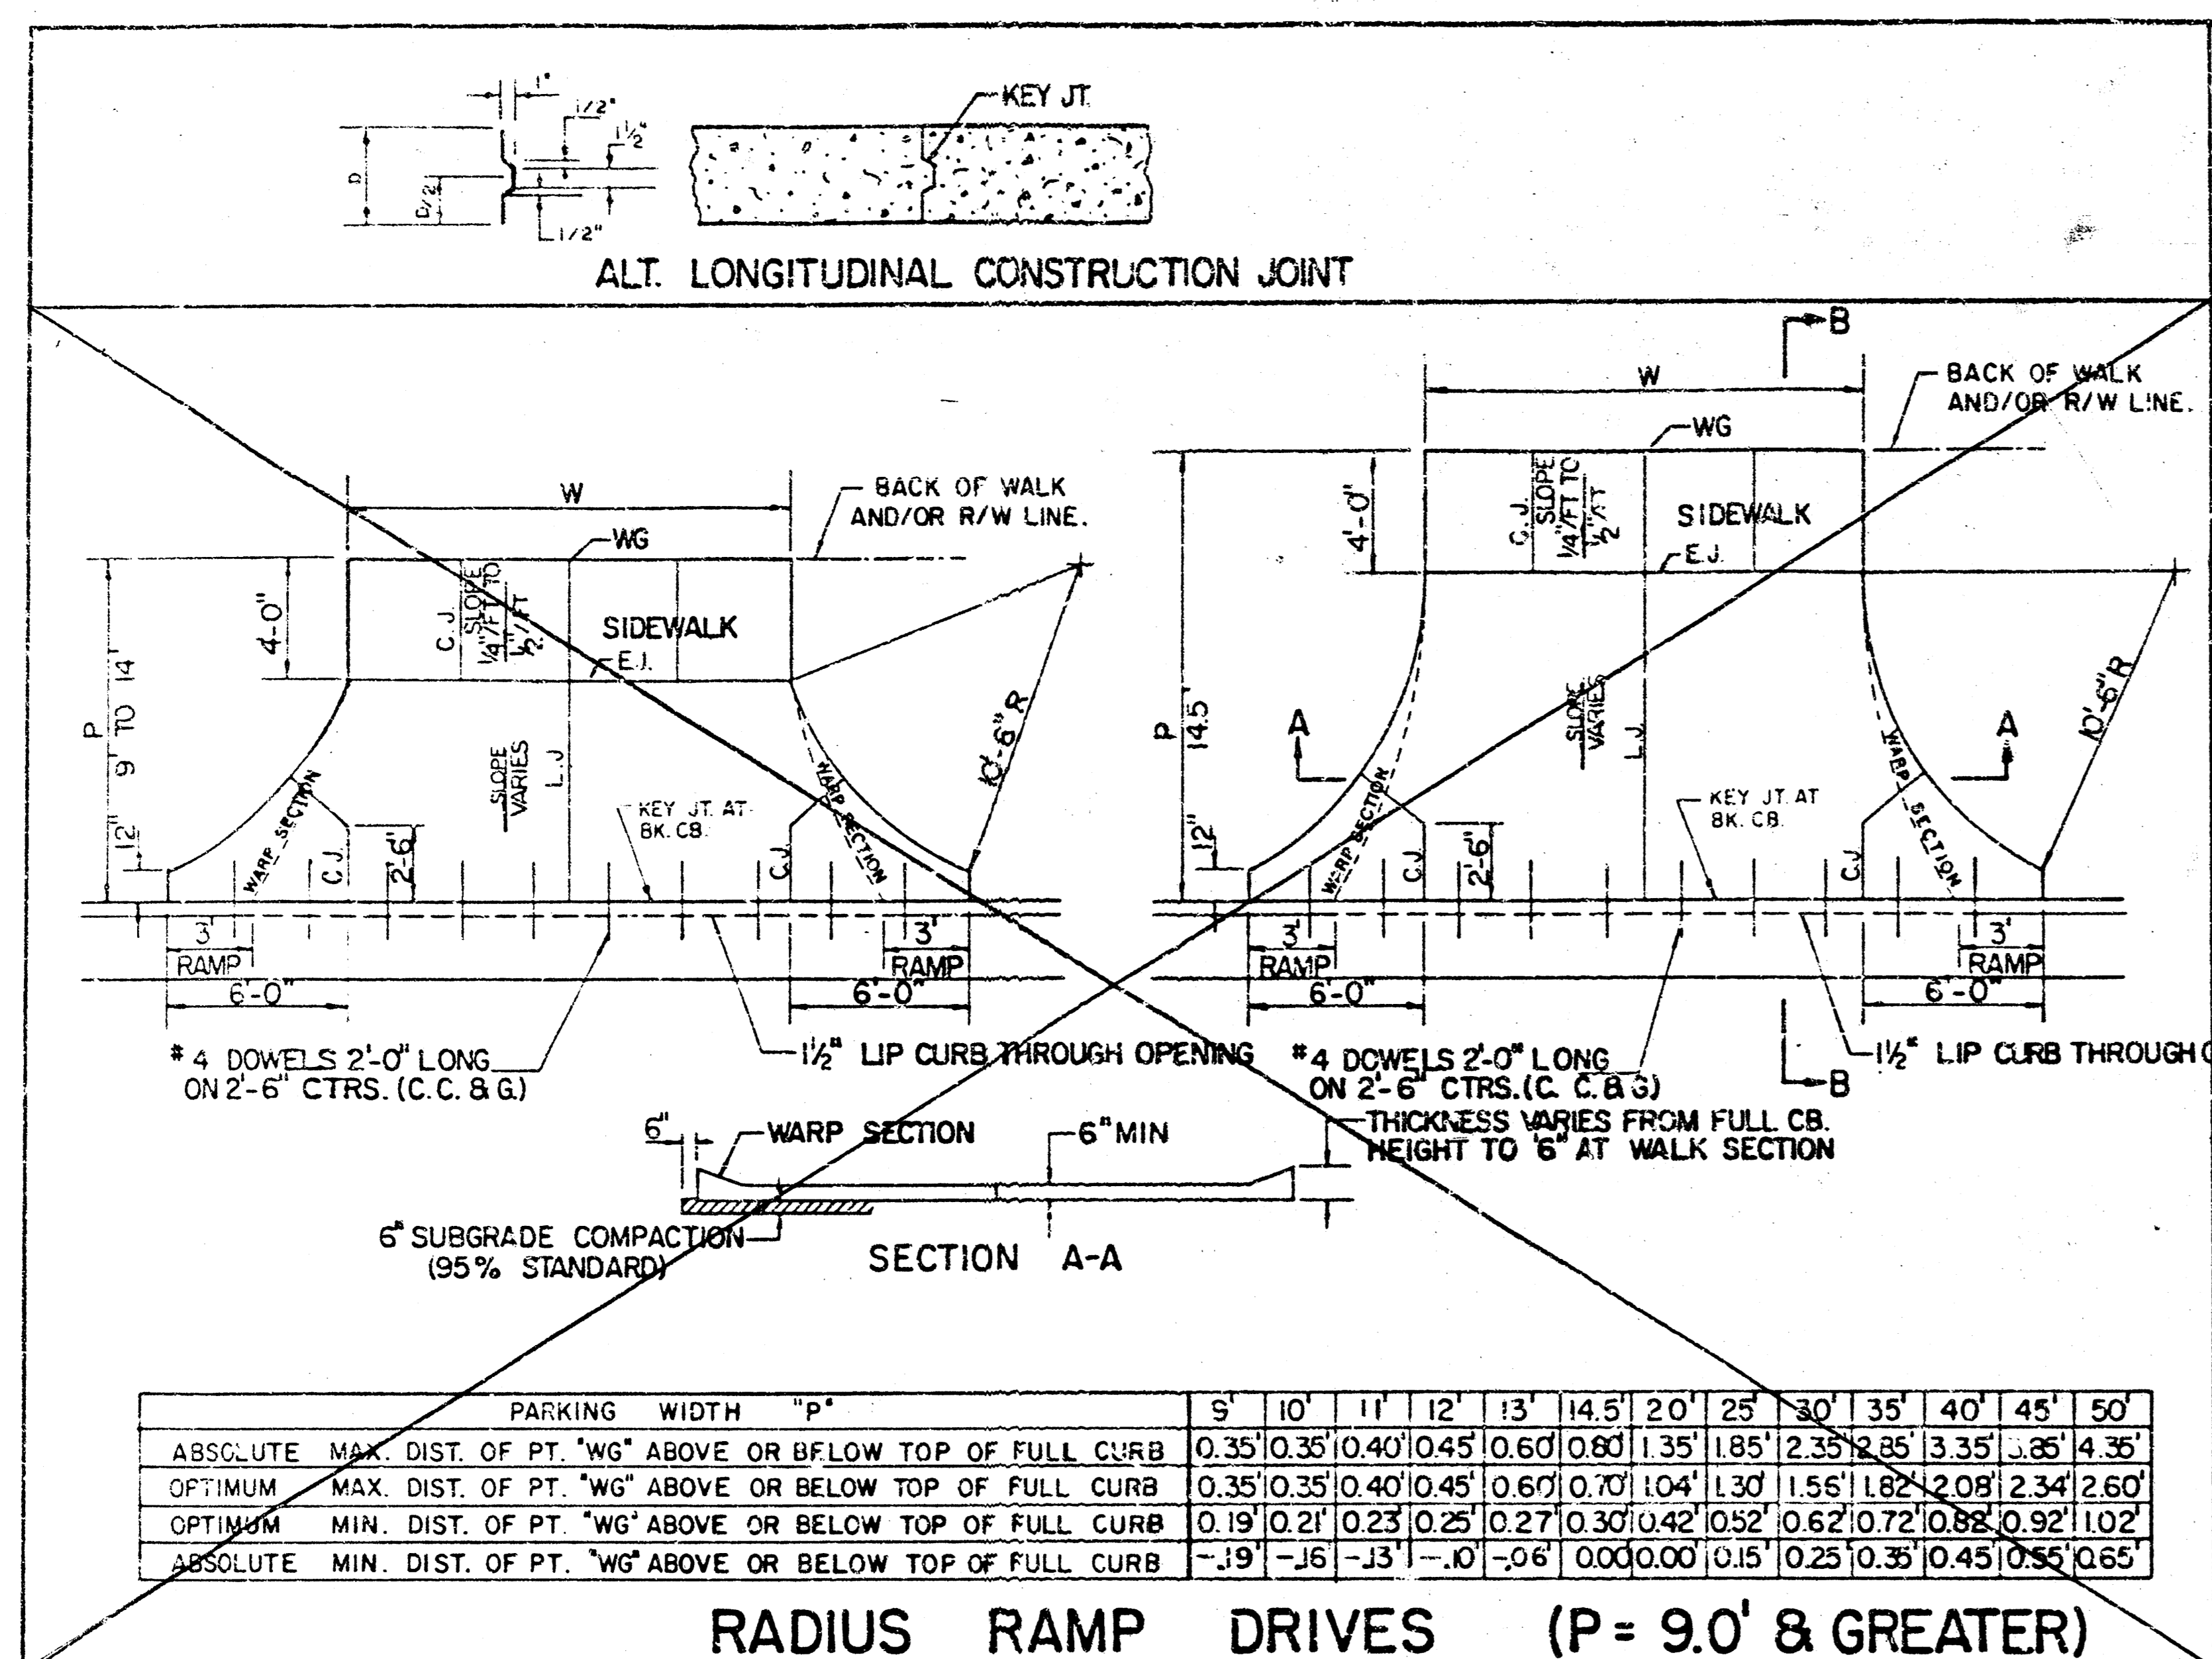 1"
1/2"
1½"
D
D/2
1/2"
KEY JT.
ALT. LONGITUDINAL CONSTRUCTION JOINT
B
W
BACK OF WALK
AND/OR R/W LINE.
WG
4'-0"
C.J.
SLOPE
1/4"/FT TO
½"/FT
SIDEWALK
E.J.
P
9' TO 14'
12"
WARP SECTION
C.J.
2'-6"
SLOPE
VARIES
L.J.
KEY JT. AT
BK. CB.
C.J.
WARP SECTION
10'-6" R
3'
RAMP
6'-0"
3'
RAMP
6'-0"
#4 DOWELS 2'-0" LONG
ON 2'-6" CTRS. (C.C. & G.)
1½" LIP CURB THROUGH OPENING
W
BACK OF WALK
AND/OR R/W LINE.
WG
4'-0"
C.J.
SLOPE
1/4"/FT TO
½"/FT
SIDEWALK
E.J.
P
14.5'
12"
A
WARP SECTION
C.J.
2'-6"
SLOPE
VARIES
L.J.
KEY JT. AT
BK. CB.
C.J.
WARP SECTION
A
10'-6" R
3'
RAMP
6'-0"
3'
RAMP
6'-0"
#4 DOWELS 2'-0" LONG
ON 2'-6" CTRS. (C. C. & G)
B
1½" LIP CURB THROUGH
6"
WARP SECTION
6" MIN
THICKNESS VARIES FROM FULL CB.
HEIGHT TO 6" AT WALK SECTION
6" SUBGRADE COMPACTION
(95% STANDARD)
SECTION A-A
PARKING WIDTH "P" 9' 10' 11' 12' 13' 14.5' 20' 25' 30' 35' 40' 45' 50'
ABSOLUTE MAX. DIST. OF PT. "WG" ABOVE OR BELOW TOP OF FULL CURB 0.35' 0.35' 0.40' 0.45' 0.60' 0.80' 1.35' 1.85' 2.35' 2.85' 3.35' 3.85' 4.36'
OPTIMUM MAX. DIST. OF PT. "WG" ABOVE OR BELOW TOP OF FULL CURB 0.35' 0.35' 0.40' 0.45' 0.60' 0.70' 1.04' 1.30' 1.56' 1.82' 2.08' 2.34' 2.60'
OPTIMUM MIN. DIST. OF PT. "WG" ABOVE OR BELOW TOP OF FULL CURB 0.19' 0.21' 0.23' 0.25' 0.27' 0.30' 0.42' 0.52' 0.62' 0.72' 0.82' 0.92' 1.02'
ABSOLUTE MIN. DIST. OF PT. "WG" ABOVE OR BELOW TOP OF FULL CURB -.19' -.16 -.13' -.10' -.06' 0.00 0.00' 0.15' 0.25' 0.35' 0.45' 0.55' 0.65'
RADIUS RAMP DRIVES (P = 9.0' & GREATER)